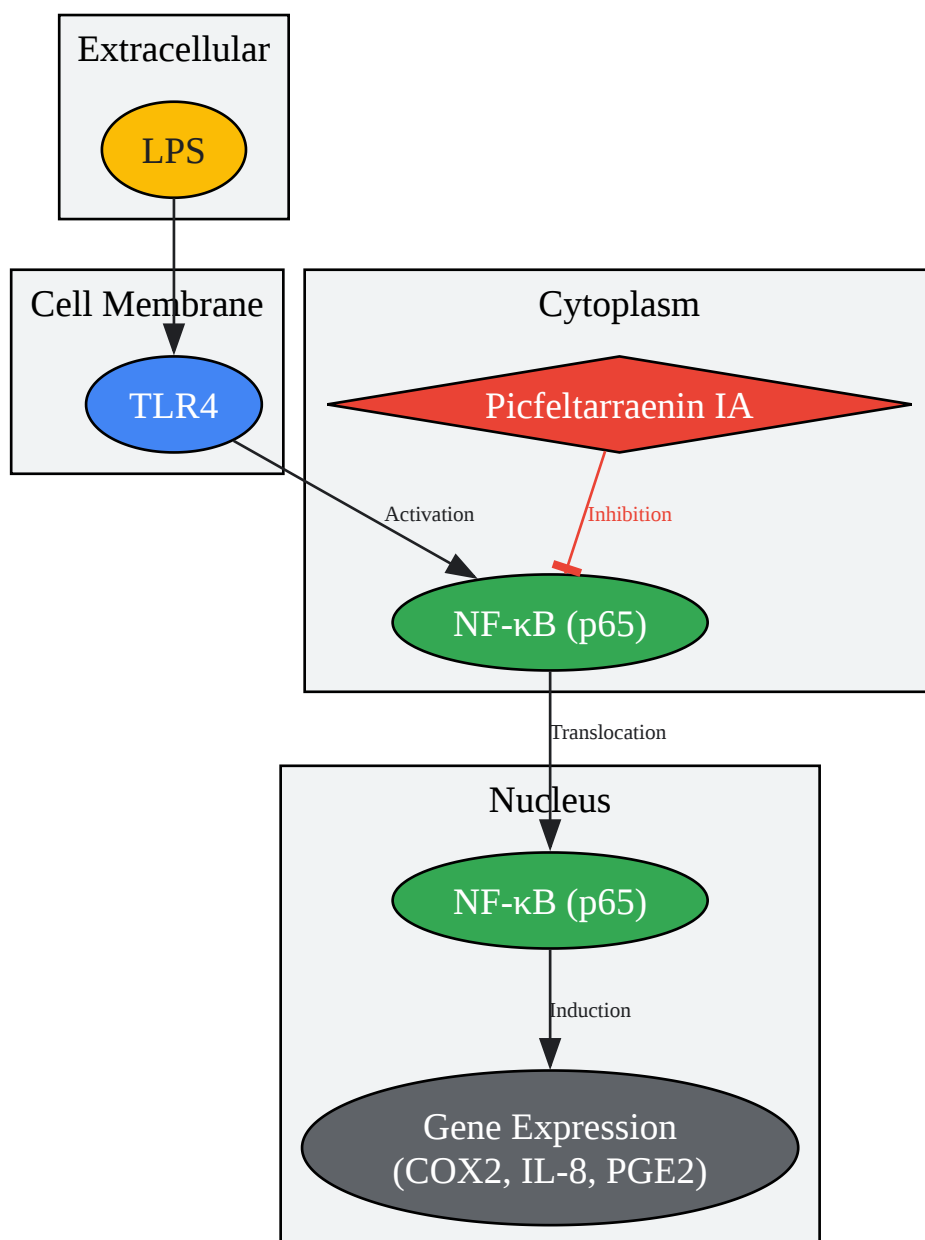 Extracellular
LPS
Cell Membrane
Cytoplasm
TLR4
Picfeltarraenin IA
Activation
Inhibition
NF-κB (p65)
Translocation
Nucleus
NF-κB (p65)
Induction
Gene Expression
(COX2, IL-8, PGE2)